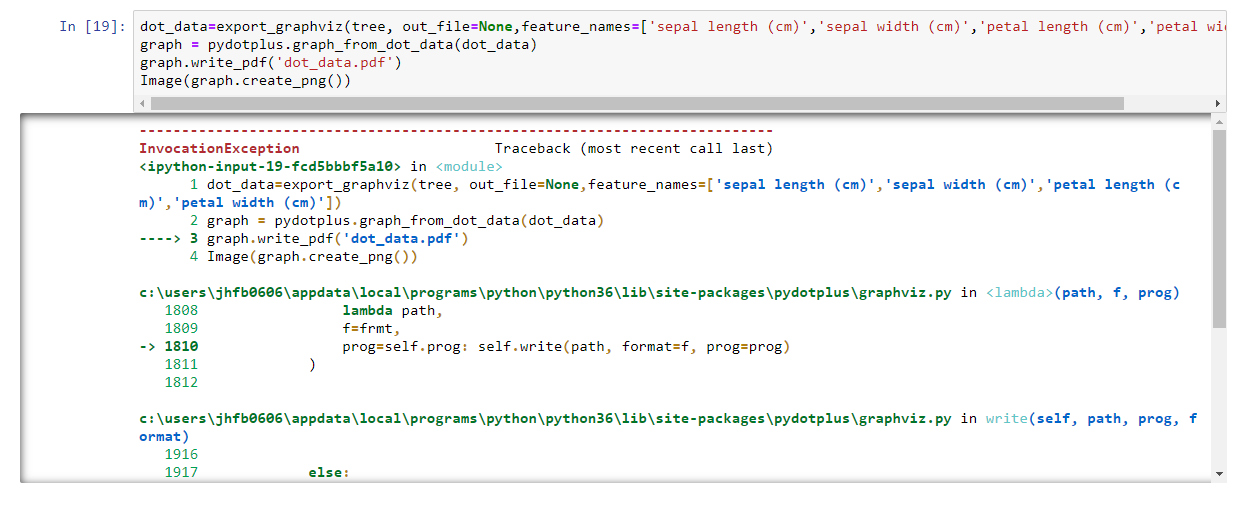 In [19]: dot_data=export_graphviz(tree, out_file=None,feature_names=['sepal length (cm)','sepal width (cm)','petal length (cm)','petal
graph = pydotplus.graph_from_dot_data(dot_data)
graph.write_pdf('dot_data.pdf')
Image(graph.create_png())
---------------------------------------------------------------------------
InvocationException                       Traceback (most recent call last)
<ipython-input-19-fcd5bbbf5a10> in <module>
      1 dot_data=export_graphviz(tree, out_file=None,feature_names=['sepal length (cm)','sepal width (cm)','petal length (c
m)','petal width (cm)'])
      2 graph = pydotplus.graph_from_dot_data(dot_data)
----> 3 graph.write_pdf('dot_data.pdf')
      4 Image(graph.create_png())
c:\users\jhfb0606\appdata\local\programs\python\python36\lib\site-packages\pydotplus\graphviz.py in <lambda>(path, f, prog)
   1808                 lambda path,
   1809                 f=frmt,
-> 1810                 prog=self.prog: self.write(path, format=f, prog=prog)
   1811             )
   1812
c:\users\jhfb0606\appdata\local\programs\python\python36\lib\site-packages\pydotplus\graphviz.py in write(self, path, prog, f
ormat)
   1916
   1917             else: